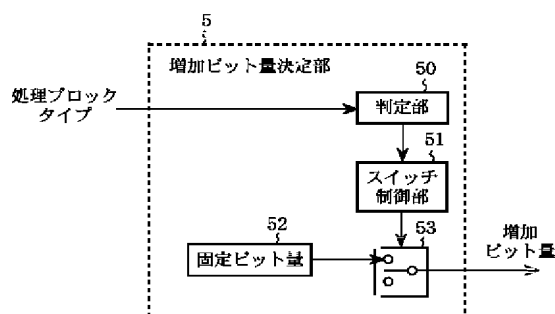 5
増加ビット量決定部
処理ブロック
タイプ
50
判定部
51
スイッチ
制御部
52
固定ビット量
53
増加
ビット量